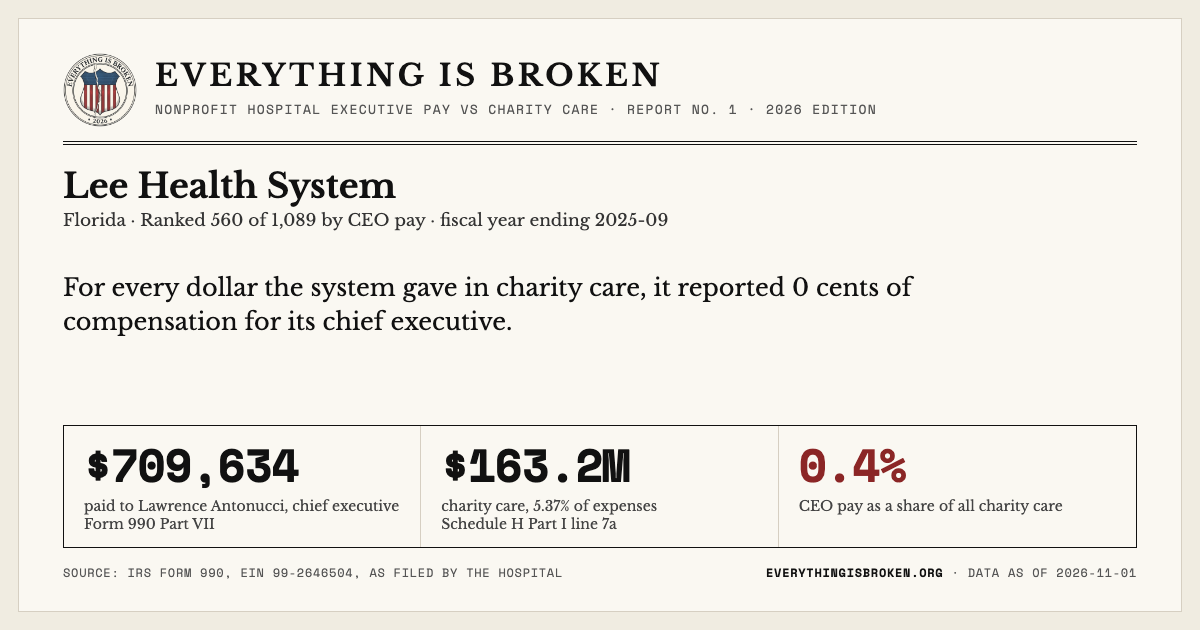 EVERYTHING IS BROKEN
· 2026 ·
EVERYTHING IS BROKEN
NONPROFIT HOSPITAL EXECUTIVE PAY VS CHARITY CARE · REPORT NO. 1 · 2026 EDITION
Lee Health System
Florida · Ranked 560 of 1,089 by CEO pay · fiscal year ending 2025-09
For every dollar the system gave in charity care, it reported 0 cents of
compensation for its chief executive.
$709,634
paid to Lawrence Antonucci, chief executive
Form 990 Part VII
$163.2M
charity care, 5.37% of expenses
Schedule H Part I line 7a
0.4%
CEO pay as a share of all charity care
SOURCE: IRS FORM 990, EIN 99-2646504, AS FILED BY THE HOSPITAL
EVERYTHINGISBROKEN.ORG · DATA AS OF 2026-11-01